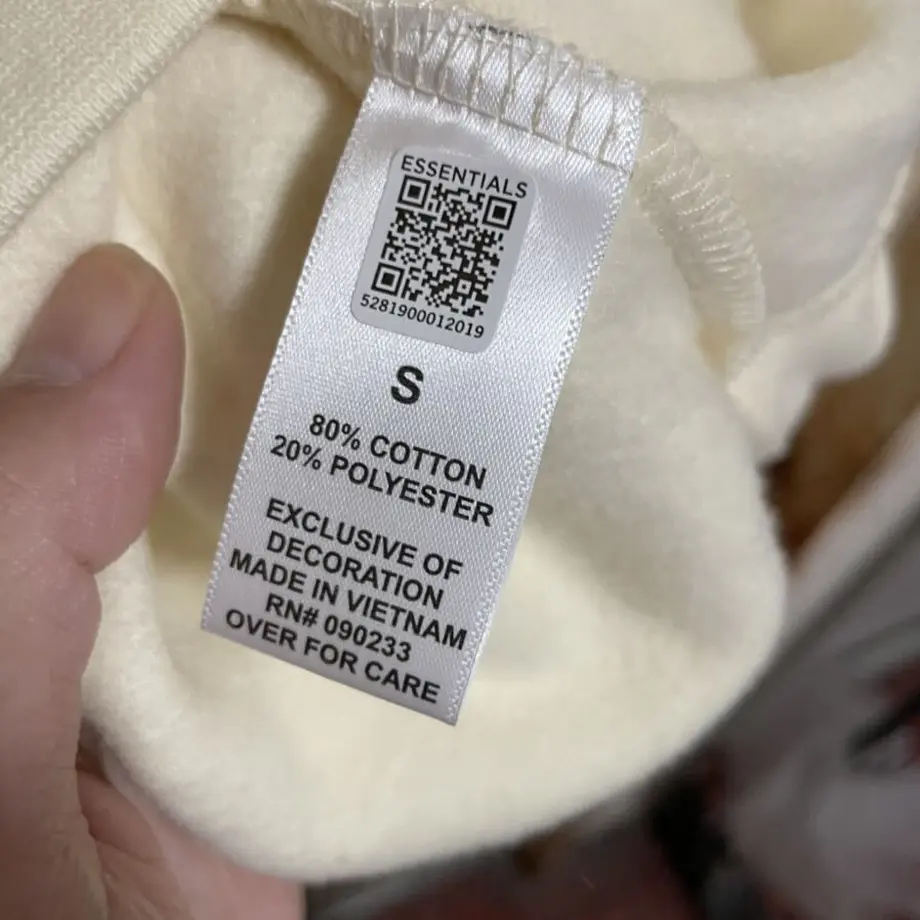 ESSENTIALS
5281900012019
S
80% COTTON
20% POLYESTER
EXCLUSIVE OF
DECORATION
MADE IN VIETNAM
RN# 090233
OVER FOR CARE